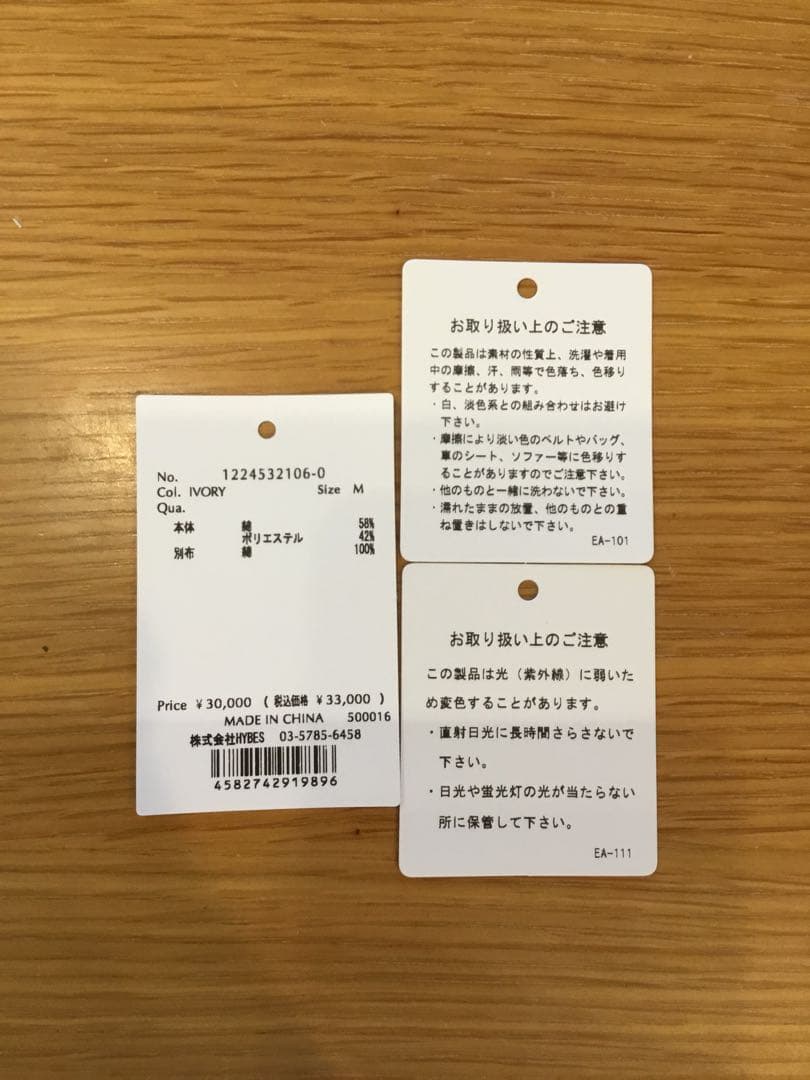 No. 1224532106-0
Col. IVORY Size M
Qua.
本体 綿 58%
ポリエステル 42%
別布 綿 100%
Price ¥30,000 ( 税込価格 ¥33,000 )
MADE IN CHINA 500016
株式会社HYBES 03-5785-6458
4582742919896
お取り扱い上のご注意
この製品は素材の性質上、洗濯や着用
中の摩擦、汗、雨等で色落ち、色移り
することがあります。
・白、淡色系との組み合わせはお避け
下さい。
・摩擦により淡い色のベルトやバッグ、
車のシート、ソファー等に色移りす
ることがありますのでご注意下さい。
・他のものと一緒に洗わないで下さい。
・濡れたままの放置、他のものとの重
ね置きはしないで下さい。
EA-101
お取り扱い上のご注意
この製品は光（紫外線）に弱いた
め変色することがあります。
・直射日光に長時間さらさないで
下さい。
・日光や蛍光灯の光が当たらない
所に保管して下さい。
EA-111